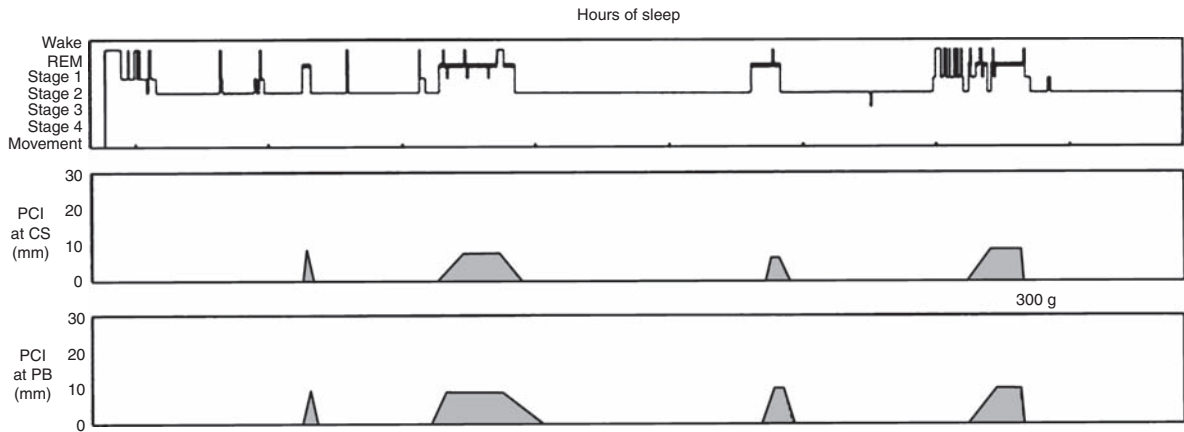 Hours of sleep
Wake
REM
Stage 1
Stage 2
Stage 3
Stage 4
Movement
30
20
10
0
PCI
at CS
(mm)
300 g
30
20
10
0
PCI
at PB
(mm)